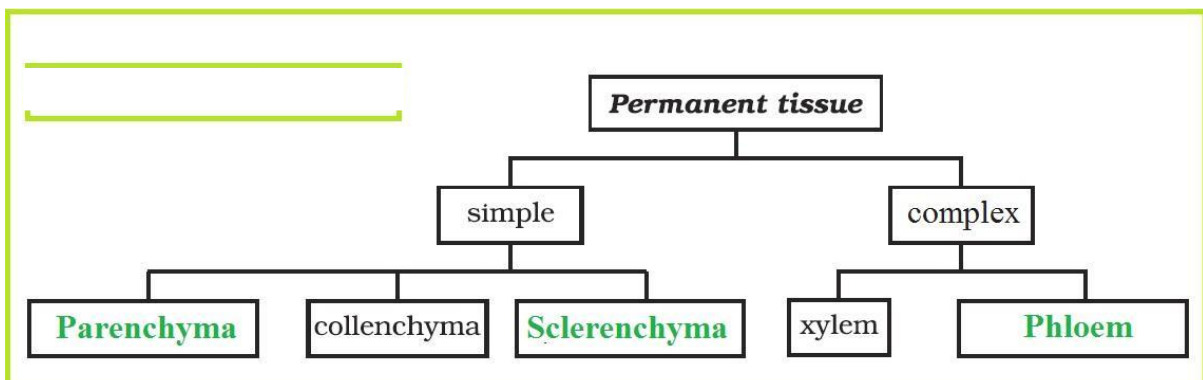 Permanent tissue
simple
complex
Parenchyma
collenchyma
Sclerenchyma
xylem
Phloem